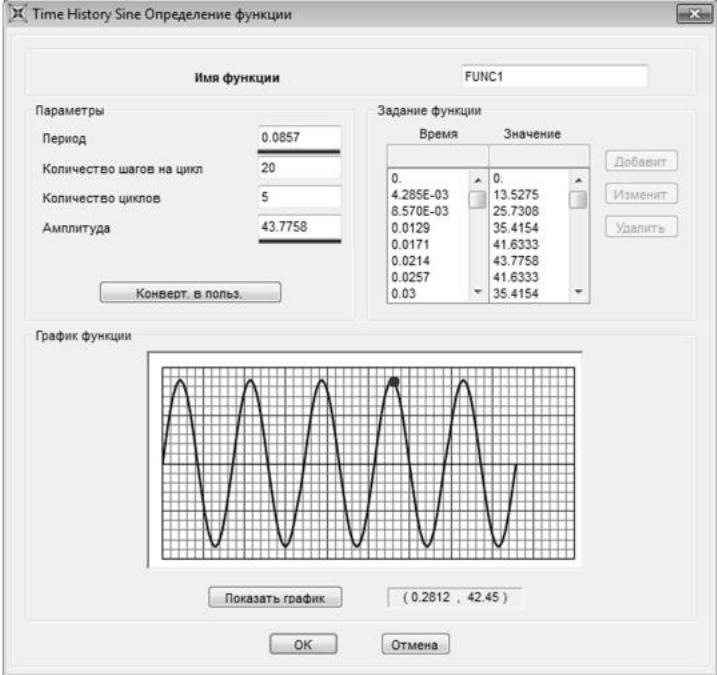 Time History Sine Определение функции
Имя функции
FUNC1
Параметры
Период
0.0857
Количество шагов на цикл
20
Количество циклов
5
Амплитуда
43.7758
Конверт. в польз.
Задание функции
Время Значение
0. 0.
4.285E-03 13.5275
8.570E-03 25.7308
0.0129 35.4154
0.0171 41.6333
0.0214 43.7758
0.0257 41.6333
0.03 35.4154
Добавит
Изменит
Удалить
График функции
Показать график
( 0.2812 , 42.45 )
OK
Отмена